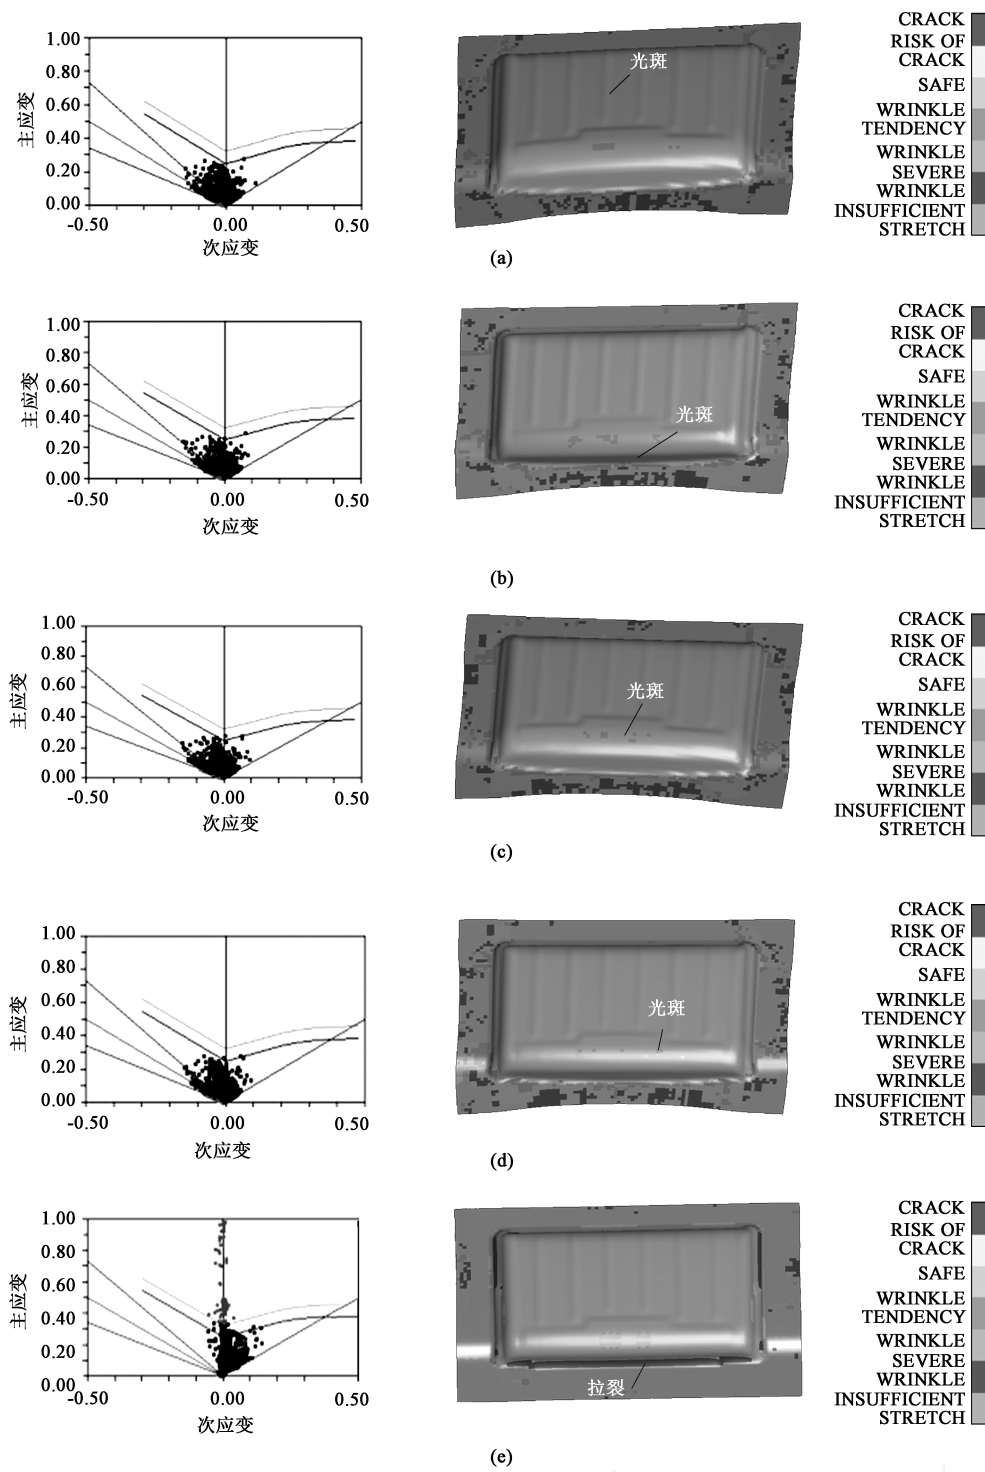 1.00
0.80
0.60
0.40
0.20
0.00
主应变
-0.50
0.00
0.50
次应变
光斑
CRACK
RISK OF
CRACK
SAFE
WRINKLE
TENDENCY
WRINKLE
SEVERE
WRINKLE
INSUFFICIENT
STRETCH
(a)
1.00
0.80
0.60
0.40
0.20
0.00
主应变
-0.50
0.00
0.50
次应变
光斑
CRACK
RISK OF
CRACK
SAFE
WRINKLE
TENDENCY
WRINKLE
SEVERE
WRINKLE
INSUFFICIENT
STRETCH
(b)
1.00
0.80
0.60
0.40
0.20
0.00
主应变
-0.50
0.00
0.50
次应变
光斑
CRACK
RISK OF
CRACK
SAFE
WRINKLE
TENDENCY
WRINKLE
SEVERE
WRINKLE
INSUFFICIENT
STRETCH
(c)
1.00
0.80
0.60
0.40
0.20
0.00
主应变
-0.50
0.00
0.50
次应变
光斑
CRACK
RISK OF
CRACK
SAFE
WRINKLE
TENDENCY
WRINKLE
SEVERE
WRINKLE
INSUFFICIENT
STRETCH
(d)
1.00
0.80
0.60
0.40
0.20
0.00
主应变
-0.50
0.00
0.50
次应变
拉裂
CRACK
RISK OF
CRACK
SAFE
WRINKLE
TENDENCY
WRINKLE
SEVERE
WRINKLE
INSUFFICIENT
STRETCH
(e)